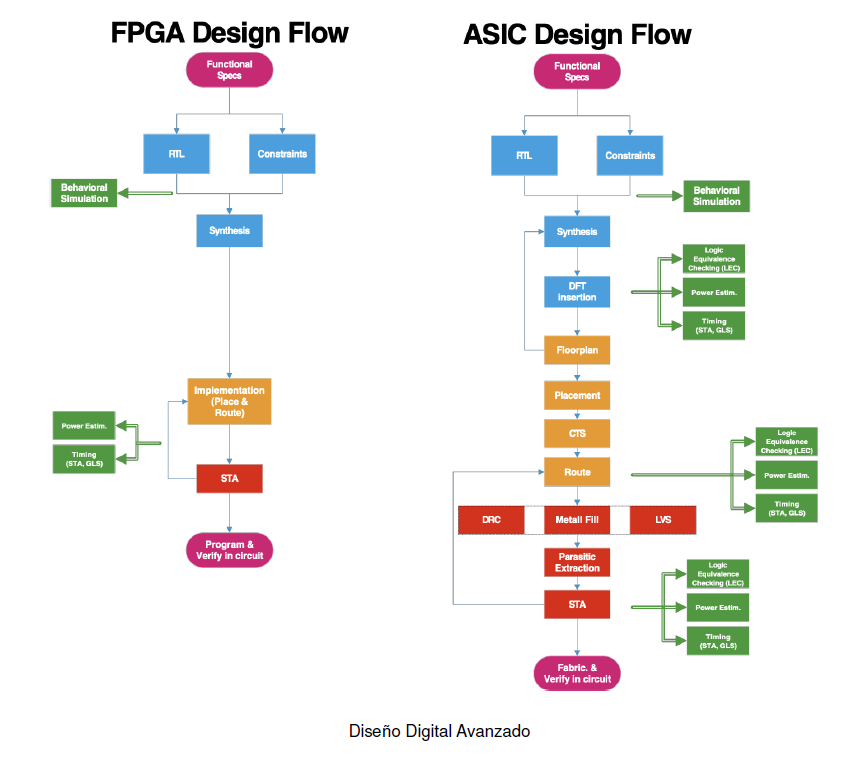 FPGA Design Flow
Functional
Specs
RTL
Constraints
Behavioral
Simulation
Synthesis
Implementation
(Place &
Route)
Power Estim.
Timing
(STA, GLS)
STA
Program &
Verify in circuit
ASIC Design Flow
Functional
Specs
RTL
Constraints
Behavioral
Simulation
Synthesis
Logic
Equivalence
Checking (LEC)
DFT
insertion
Power Estim.
Timing
(STA, GLS)
Floorplan
Placement
CTS
Route
Logic
Equivalence
Checking (LEC)
Power Estim.
Timing
(STA, GLS)
DRC
Metall Fill
LVS
Parasitic
Extraction
STA
Logic
Equivalence
Checking (LEC)
Power Estim.
Timing
(STA, GLS)
Fabric. &
Verify in circuit
Diseño Digital Avanzado